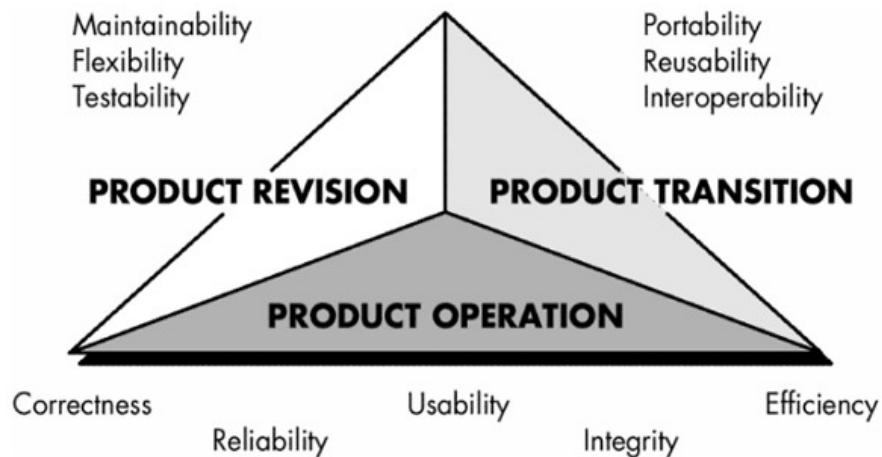 Maintainability
Flexibility
Testability
Portability
Reusability
Interoperability
PRODUCT REVISION
PRODUCT TRANSITION
PRODUCT OPERATION
Correctness
Usability
Efficiency
Reliability
Integrity